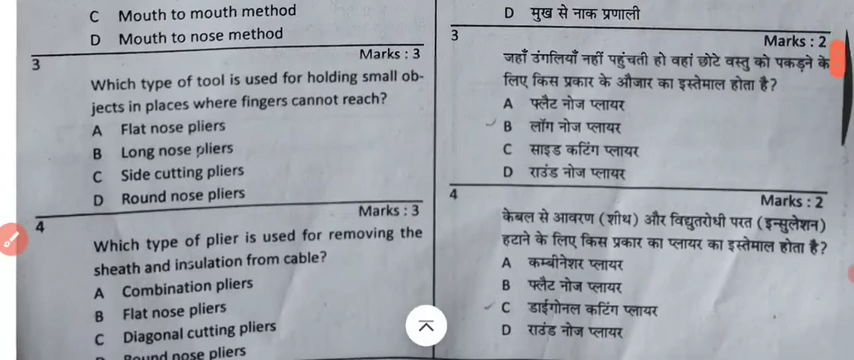 C Mouth to mouth method
D Mouth to nose method
3
Marks : 3
Which type of tool is used for holding small ob-
jects in places where fingers cannot reach?
A Flat nose pliers
B Long nose pliers
C Side cutting pliers
D Round nose pliers
4
Marks : 3
Which type of plier is used for removing the
sheath and insulation from cable?
A Combination pliers
B Flat nose pliers
C Diagonal cutting pliers
D Round nose pliers
D मुख से नाक प्रणाली
3
Marks : 2
जहाँ उंगलियाँ नहीं पहुंचती हो वहां छोटे वस्तु को पकड़ने के
लिए किस प्रकार के औजार का इस्तेमाल होता है?
A फ्लैट नोज प्लायर
B लॉग नोज प्लायर
C साइड कटिंग प्लायर
D राउंड नोज प्लायर
4
Marks : 2
केबल से आवरण (शीथ) और विद्युतरोधी परत (इन्सुलेशन)
हटाने के लिए किस प्रकार का प्लायर का इस्तेमाल होता है?
A कम्बीनेशर प्लायर
B फ्लैट नोज प्लायर
C डाईगोनल कटिंग प्लायर
D राउंड नोज प्लायर